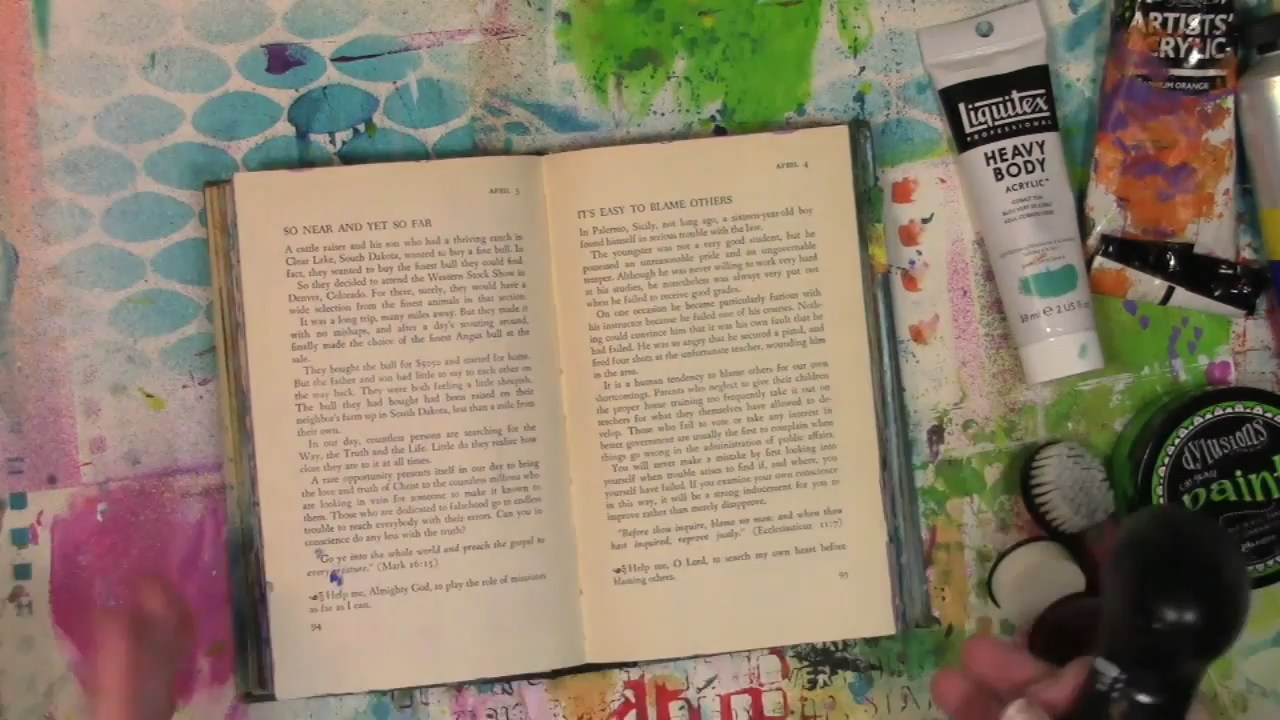 APRIL 3
SO NEAR AND YET SO FAR
A cattle raiser and his son who had a thriving ranch in
Clear Lake, South Dakota, wanted to buy a fine bull. In
fact, they wanted to buy the finest bull they could find.
So they decided to attend the Western Stock Show in
Denver, Colorado. For there, surely, they would have a
wide selection from the finest animals in that section.
It was a long trip, many miles away. But they made it
with no mishaps, and after a day's scouting around,
finally made the choice of the finest Angus bull at the
sale.
They bought the bull for $5050 and started for home.
But the father and son had little to say to each other on
the way back. They were both feeling a little sheepish.
The bull they had bought had been raised on their
neighbor's farm up in South Dakota, less than a mile from
their own.
In our day, countless persons are searching for the
Way, the Truth and the Life. Little do they realize how
close they are to it at all times.
A rare opportunity presents itself in our day to bring
the love and truth of Christ to the countless millions who
are looking in vain for someone to make it known to
them. Those who are dedicated to falsehood go to endless
trouble to reach everybody with their errors. Can you in
conscience do any less with the truth?
"Go ye into the whole world and preach the gospel to
every creature." (Mark 16:15)
Help me, Almighty God, to play the role of missioner
as far as I can.
94
APRIL 4
IT'S EASY TO BLAME OTHERS
In Palermo, Sicily, not long ago, a sixteen-year-old boy
found himself in serious trouble with the law.
The youngster was not a very good student, but he
possessed an unreasonable pride and an ungovernable
temper. Although he was never willing to work very hard
at his studies, he nonetheless was always very put out
when he failed to receive good grades.
On one occasion he became particularly furious with
his instructor because he failed one of his courses. Noth-
ing could convince him that it was his own fault that he
had failed. He was so angry that he secured a pistol, and
fired four shots at the unfortunate teacher, wounding him
in the arm.
It is a human tendency to blame others for our own
shortcomings. Parents who neglect to give their children
the proper home training too frequently take it out on
teachers for what they themselves have allowed to de-
velop. Those who fail to vote or take any interest in
better government are usually the first to complain when
things go wrong in the administration of public affairs.
You will never make a mistake by first looking into
yourself when trouble arises to find if, and where, you
yourself have failed. If you examine your own conscience
in this way, it will be a strong inducement for you to
improve rather than merely disapprove.
"Before thou inquire, blame no man: and when thou
hast inquired, reprove justly." (Ecclesiasticus 11:7)
Help me, O Lord, to search my own heart before
blaming others.
95
Liquitex
PROFESSIONAL
HEAVY
BODY
ACRYLIC
59 ml e 2 US fl
ARTISTS'
CRYLIC
UM ORANGE
dylusions
paint